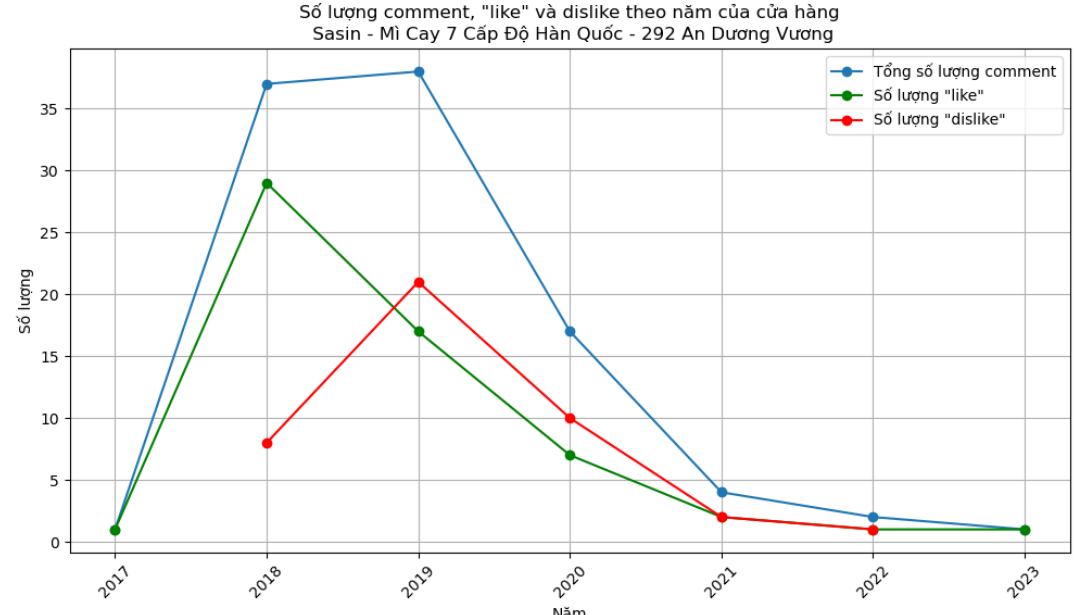 Số lượng comment, "like" và dislike theo năm của cửa hàng
Sasin - Mì Cay 7 Cấp Độ Hàn Quốc - 292 An Dương Vương
Tổng số lượng comment
Số lượng "like"
Số lượng "dislike"
Số lượng
35
30
25
20
15
10
5
0
2017
2018
2019
2020
2021
2022
2023
Năm